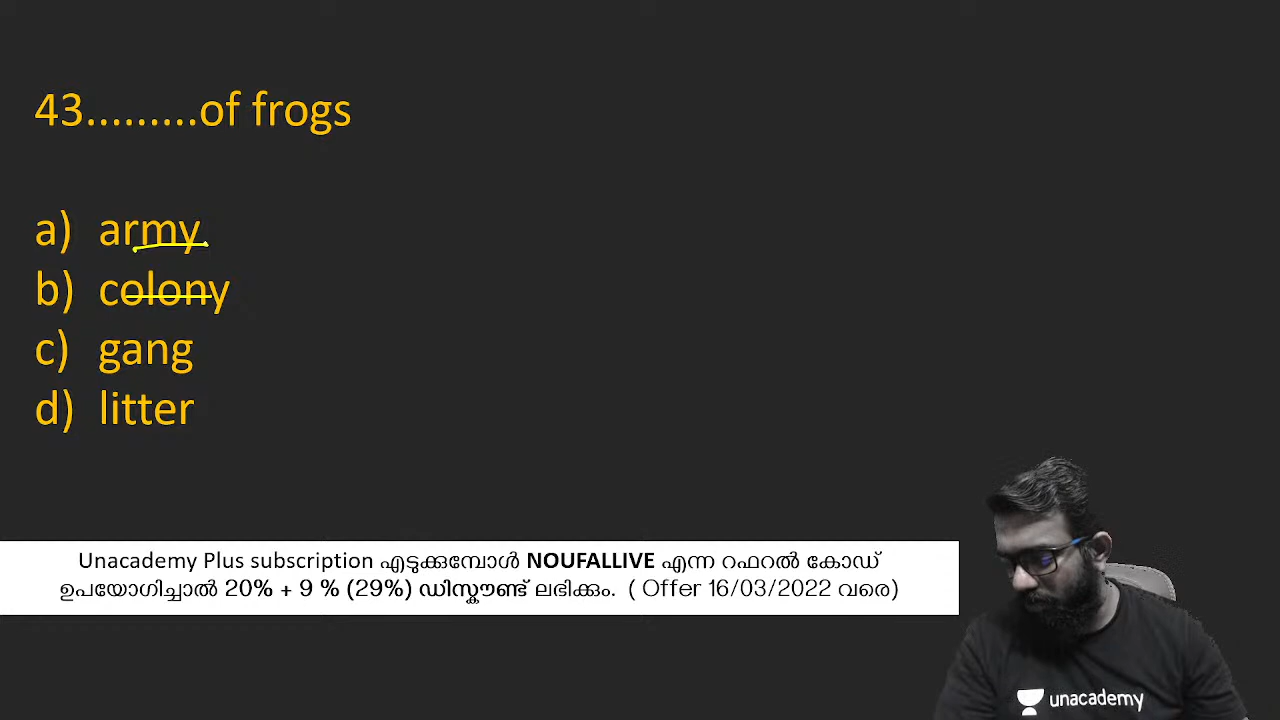 43.........of frogs
a) army
b) colony
c) gang
d) litter
Unacademy Plus subscription എടുക്കുമ്പോൾ NOUFALLIVE എന്ന റഫറൽ കോഡ്
ഉപയോഗിച്ചാൽ 20% + 9 % (29%) ഡിസ്കൗണ്ട് ലഭിക്കും. ( Offer 16/03/2022 വരെ)
unacademy